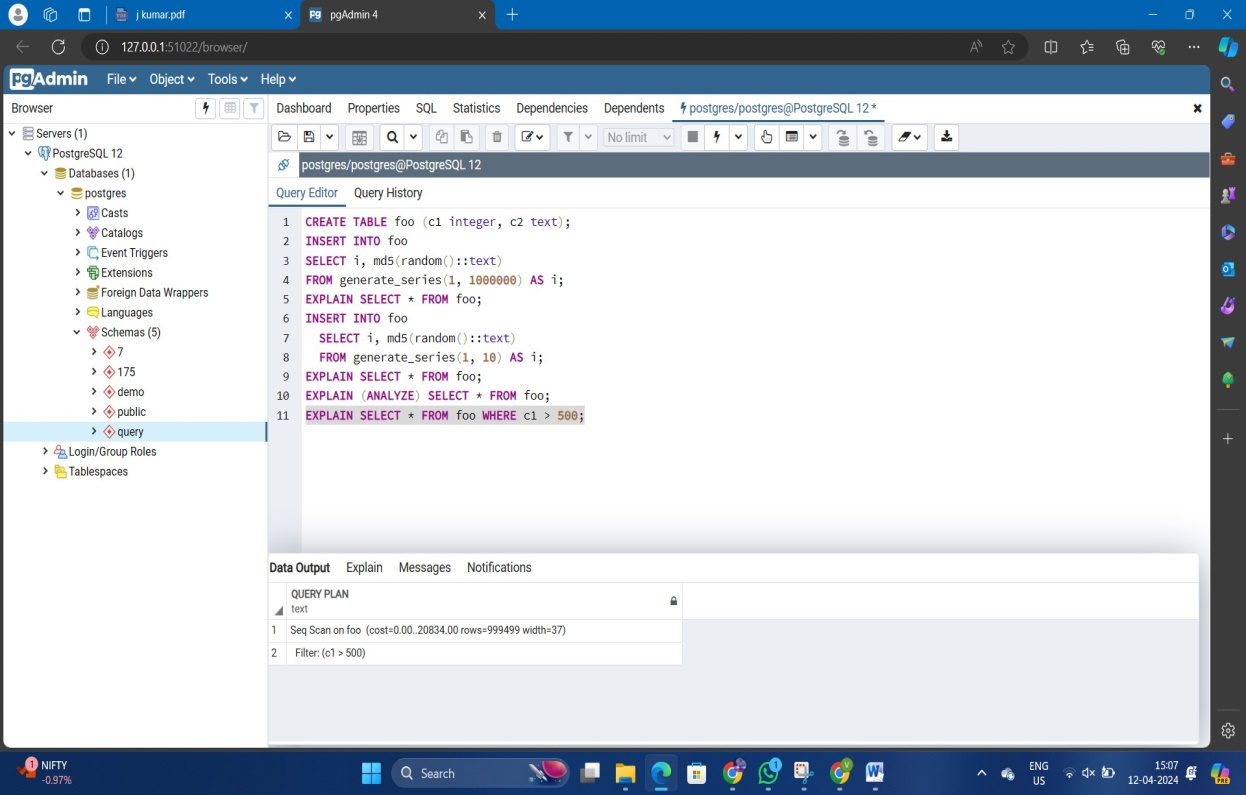 j kumar.pdf
pgAdmin 4
127.0.0.1:51022/browser/
pgAdmin File Object Tools Help
Browser
Dashboard Properties SQL Statistics Dependencies Dependents postgres/postgres@PostgreSQL 12 *
No limit
postgres/postgres@PostgreSQL 12
Query Editor Query History
Servers (1)
PostgreSQL 12
Databases (1)
postgres
Casts
Catalogs
Event Triggers
Extensions
Foreign Data Wrappers
Languages
Schemas (5)
7
175
demo
public
query
Login/Group Roles
Tablespaces
1 CREATE TABLE foo (c1 integer, c2 text);
2 INSERT INTO foo
3 SELECT i, md5(random()::text)
4 FROM generate_series(1, 1000000) AS i;
5 EXPLAIN SELECT * FROM foo;
6 INSERT INTO foo
7 SELECT i, md5(random()::text)
8 FROM generate_series(1, 10) AS i;
9 EXPLAIN SELECT * FROM foo;
10 EXPLAIN (ANALYZE) SELECT * FROM foo;
11 EXPLAIN SELECT * FROM foo WHERE c1 > 500;
Data Output Explain Messages Notifications
QUERY PLAN
text
1 Seq Scan on foo (cost=0.00..20834.00 rows=999499 width=37)
2 Filter: (c1 > 500)
1 NIFTY
-0.97%
Search
1
ENG
US
15:07
12-04-2024